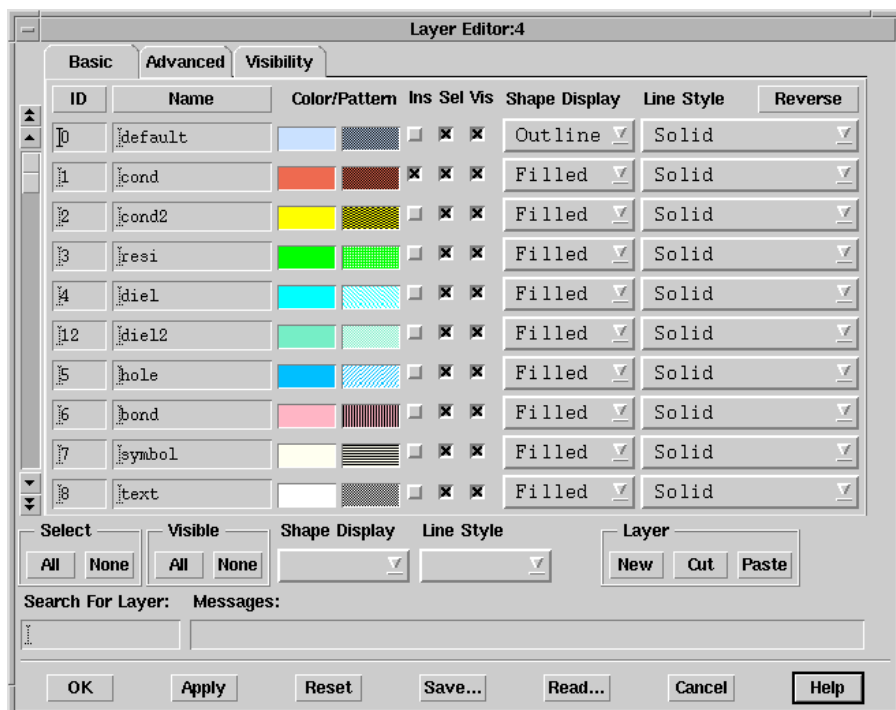 Layer Editor:4
Basic Advanced Visibility
ID Name Color/Pattern Ins Sel Vis Shape Display Line Style Reverse
0 default Outline Solid
1 cond Filled Solid
2 cond2 Filled Solid
3 resi Filled Solid
4 diel Filled Solid
12 diel2 Filled Solid
5 hole Filled Solid
6 bond Filled Solid
7 symbol Filled Solid
8 text Filled Solid
Select Visible Shape Display Line Style Layer
All None All None New Cut Paste
Search For Layer: Messages:
OK Apply Reset Save... Read... Cancel Help